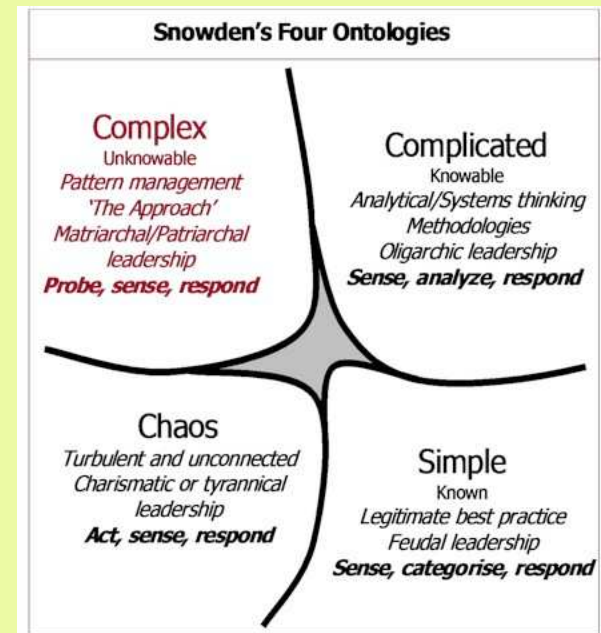 Snowden's Four Ontologies
Complex
Unknowable
Pattern management
'The Approach'
Matriarchal/Patriarchal
leadership
Probe, sense, respond
Complicated
Knowable
Analytical/Systems thinking
Methodologies
Oligarchic leadership
Sense, analyze, respond
Chaos
Turbulent and unconnected
Charismatic or tyrannical
leadership
Act, sense, respond
Simple
Known
Legitimate best practice
Feudal leadership
Sense, categorise, respond